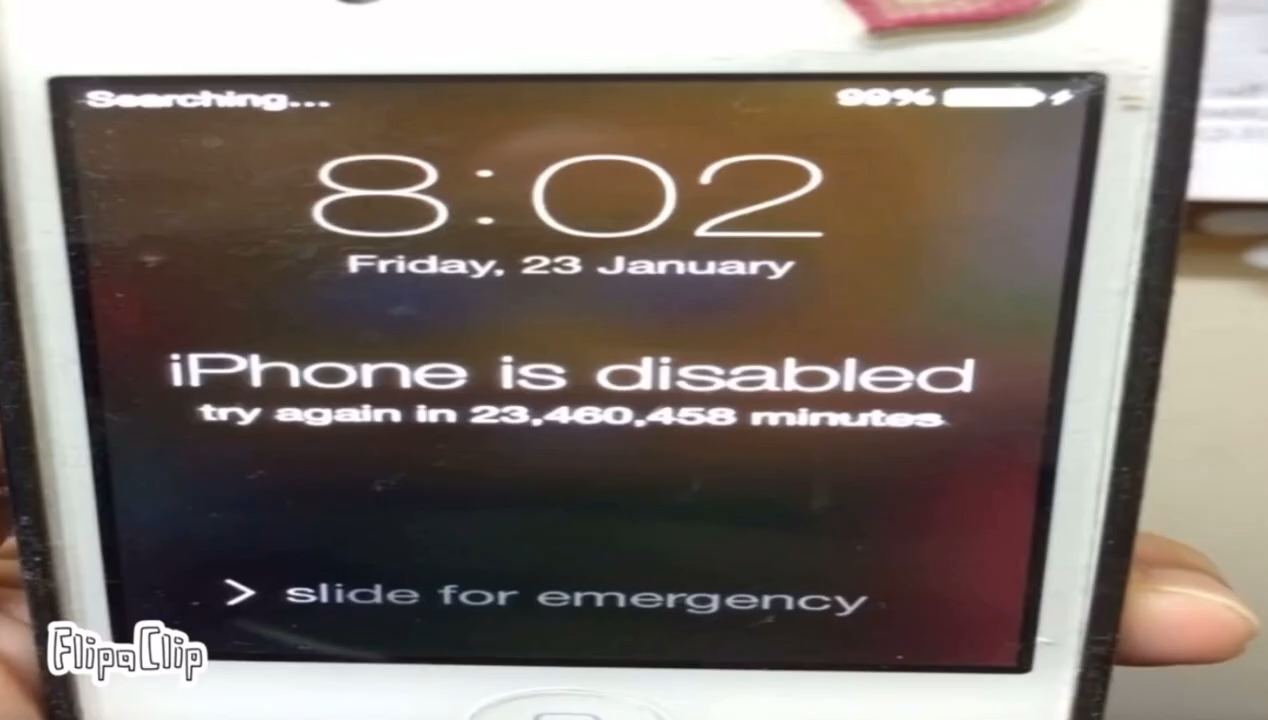 Searching... 99%
8:02
Friday, 23 January
iPhone is disabled
try again in 23,460,458 minutes
> slide for emergency
FlipaClip